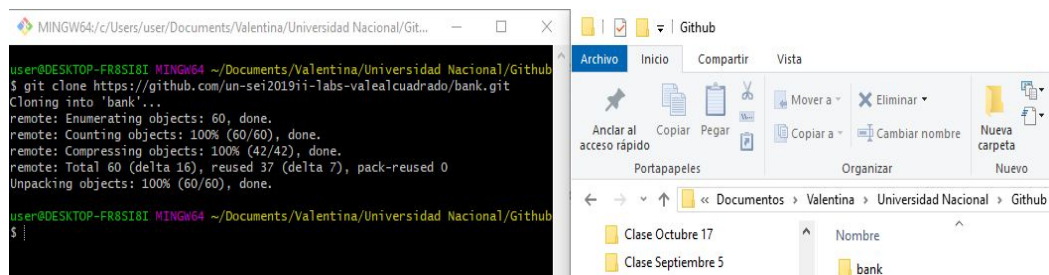 MINGW64:/c/Users/user/Documents/Valentina/Universidad Nacional/Git...
user@DESKTOP-FR8SI8I MINGW64 ~/Documents/Valentina/Universidad Nacional/Github
$ git clone https://github.com/un-sei2019ii-labs-valealcuadrado/bank.git
Cloning into 'bank'...
remote: Enumerating objects: 60, done.
remote: Counting objects: 100% (60/60), done.
remote: Compressing objects: 100% (42/42), done.
remote: Total 60 (delta 16), reused 37 (delta 7), pack-reused 0
Unpacking objects: 100% (60/60), done.
user@DESKTOP-FR8SI8I MINGW64 ~/Documents/Valentina/Universidad Nacional/Github
$
Github
Archivo Inicio Compartir Vista
Anclar al acceso rápido
Copiar
Pegar
Portapapeles
Mover a
Copiar a
Eliminar
Cambiar nombre
Organizar
Nueva carpeta
Nuevo
« Documentos > Valentina > Universidad Nacional > Github
Clase Octubre 17
Clase Septiembre 5
Nombre
bank